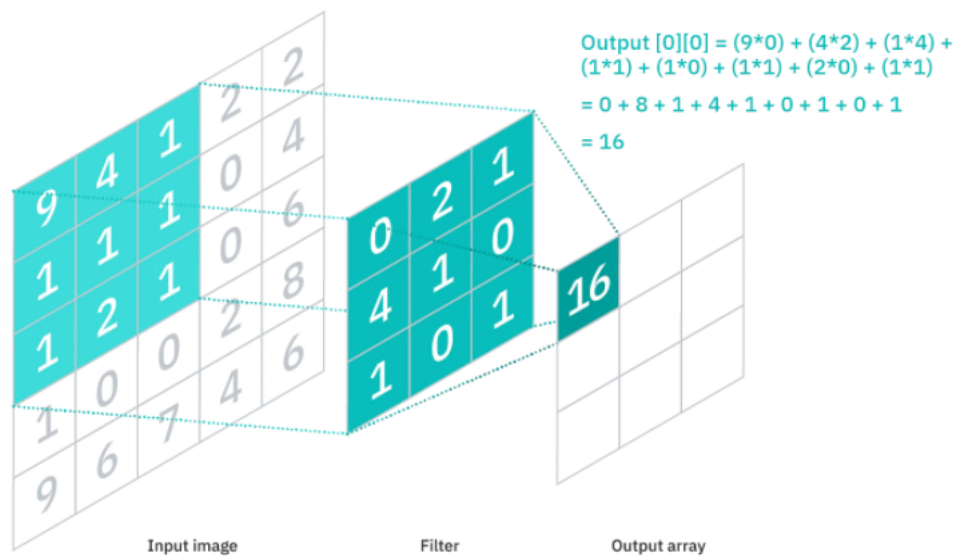 Output [0][0] = (9*0) + (4*2) + (1*4) +
(1*1) + (1*0) + (1*1) + (2*0) + (1*1)
= 0 + 8 + 1 + 4 + 1 + 0 + 1 + 0 + 1
= 16
9 4 1 2 2
1 1 1 0 4
1 2 1 0 6
1 0 0 2 8
9 6 7 4 6
0 2 1
4 1 0
1 0 1
16
Input image
Filter
Output array